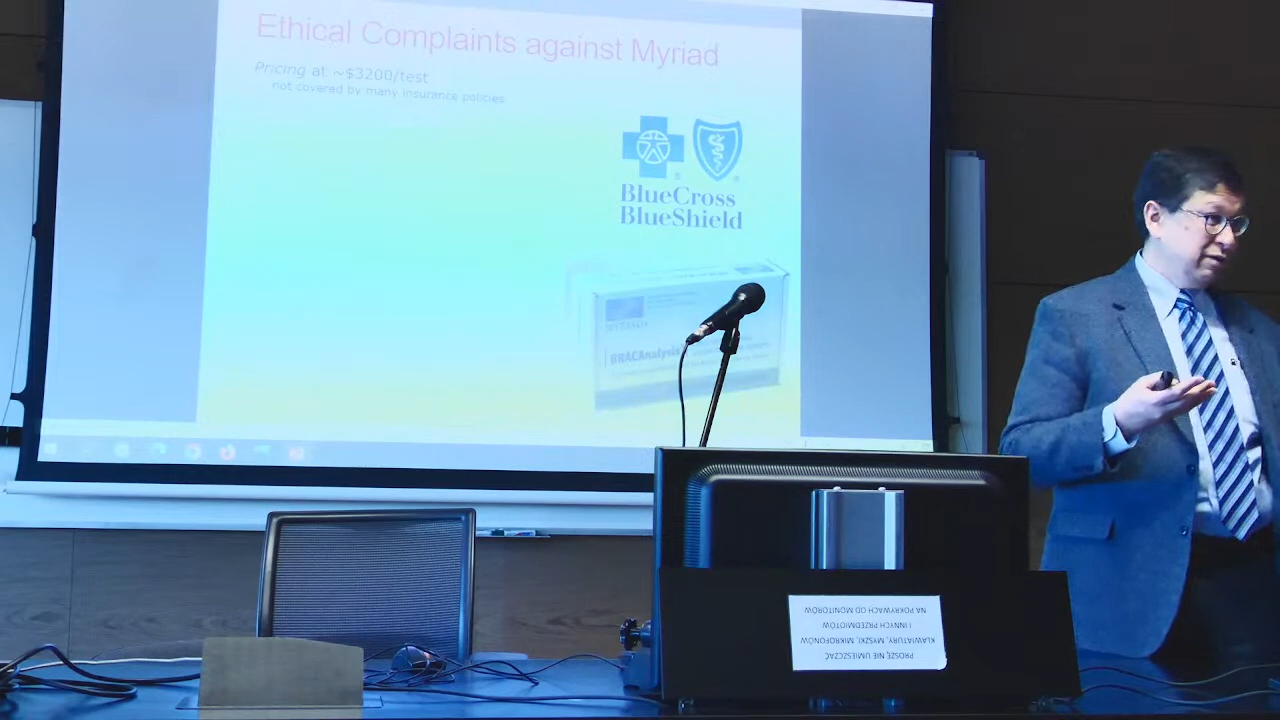 Ethical Complaints against Myriad
Pricing at ~$3200/test
not covered by many insurance policies
BlueCross
BlueShield
BRACAnalysis
PROSZĘ NIE UMIESZCZAĆ
KLAWIATURY, MYSZKI, MIKROFONÓW
I INNYCH PRZEDMIOTÓW
NA POKRYWACH OD MONITORÓW